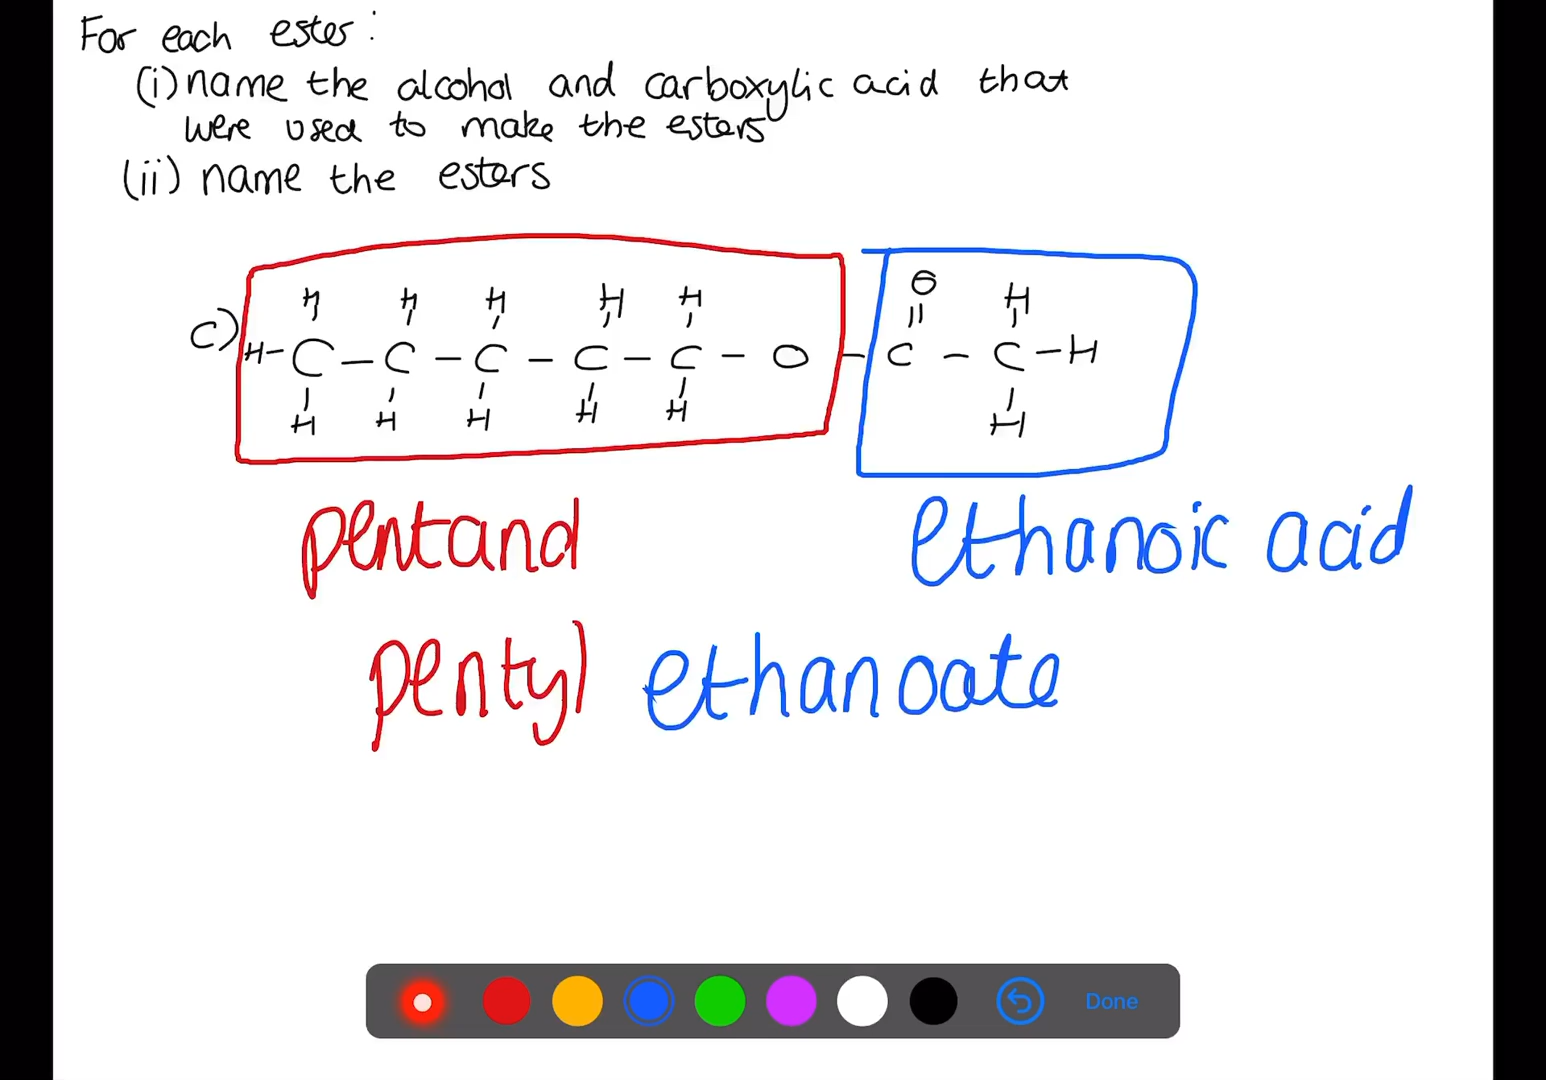 For each ester:
(i) name the alcohol and carboxylic acid that
were used to make the esters
(ii) name the esters
c)
H H H H H O H
H - C - C - C - C - C - O - C - C - H
H H H H H H
pentanol ethanoic acid
pentyl ethanoate
Done